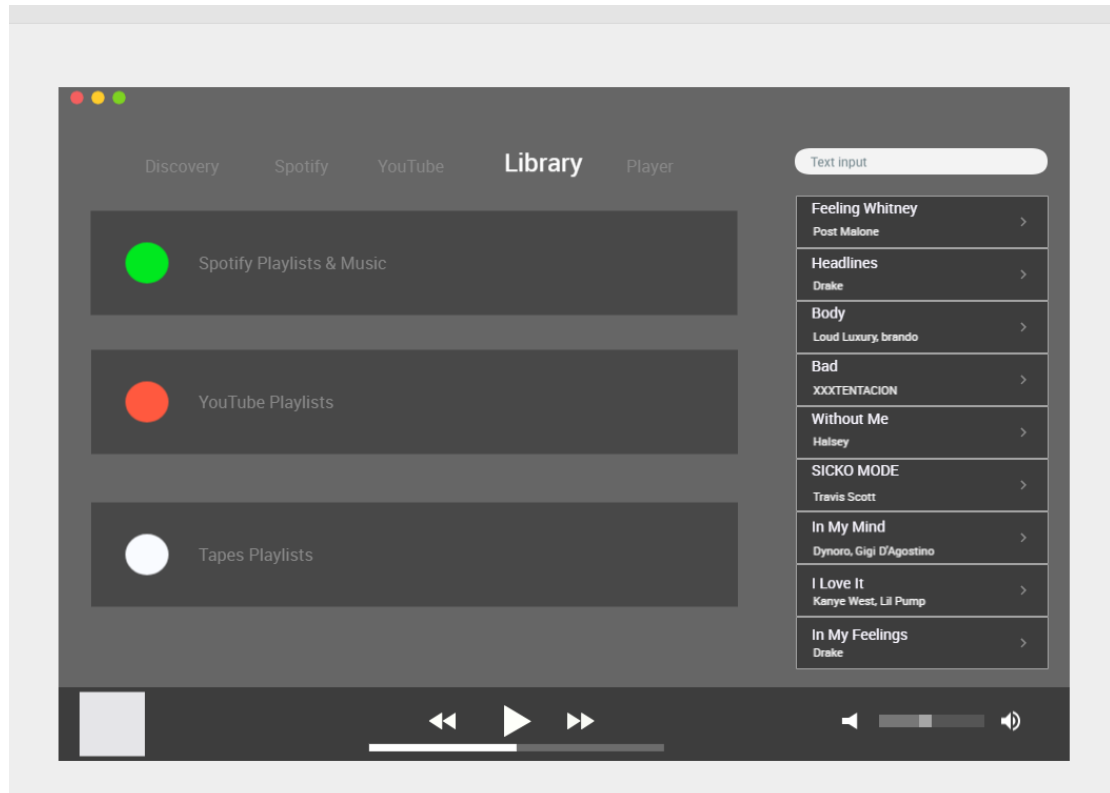 Discovery Spotify YouTube Library Player
Text input
Spotify Playlists & Music
YouTube Playlists
Tapes Playlists
Feeling Whitney
Post Malone
Headlines
Drake
Body
Loud Luxury, brando
Bad
XXXTENTACION
Without Me
Halsey
SICKO MODE
Travis Scott
In My Mind
Dynoro, Gigi D'Agostino
I Love It
Kanye West, Lil Pump
In My Feelings
Drake